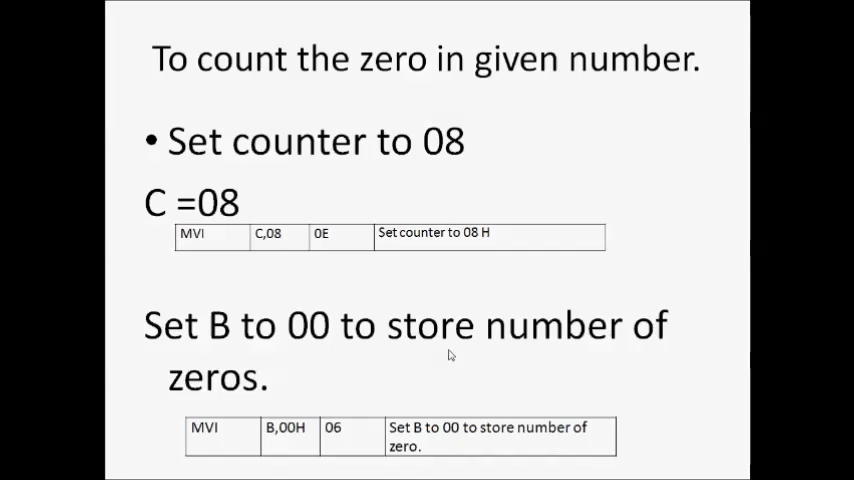 To count the zero in given number.
• Set counter to 08
C =08
MVI C,08 0E Set counter to 08 H
Set B to 00 to store number of
zeros.
MVI B,00H 06 Set B to 00 to store number of
zero.